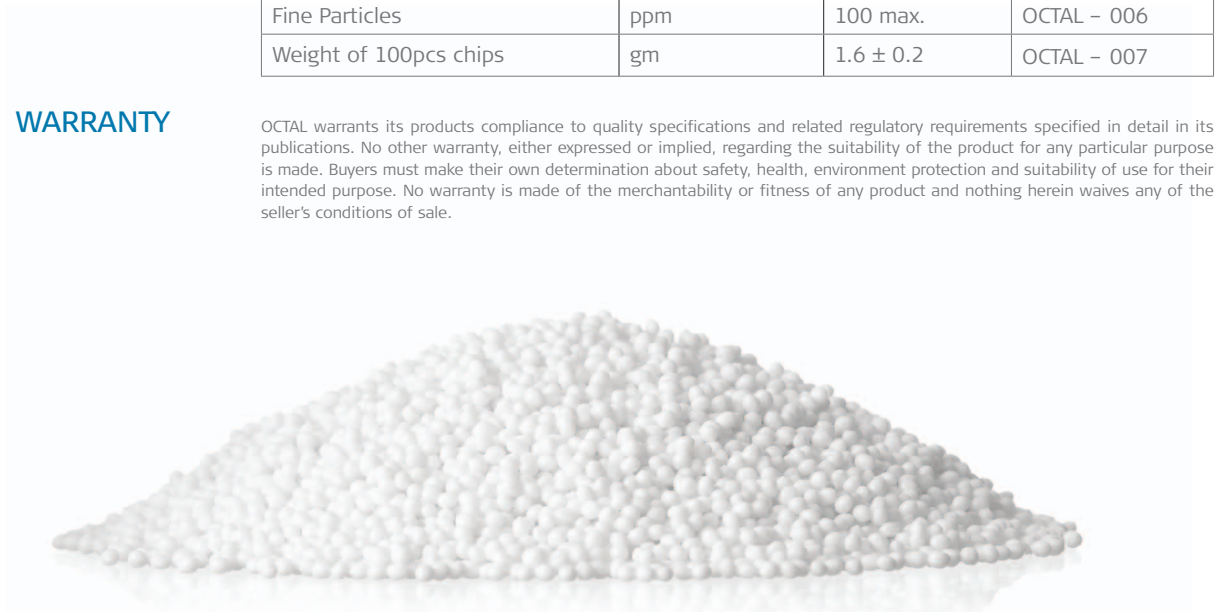 Fine Particles ppm 100 max. OCTAL – 006
Weight of 100pcs chips gm 1.6 ± 0.2 OCTAL – 007
WARRANTY
OCTAL warrants its products compliance to quality specifications and related regulatory requirements specified in detail in its
publications. No other warranty, either expressed or implied, regarding the suitability of the product for any particular purpose
is made. Buyers must make their own determination about safety, health, environment protection and suitability of use for their
intended purpose. No warranty is made of the merchantability or fitness of any product and nothing herein waives any of the
seller's conditions of sale.